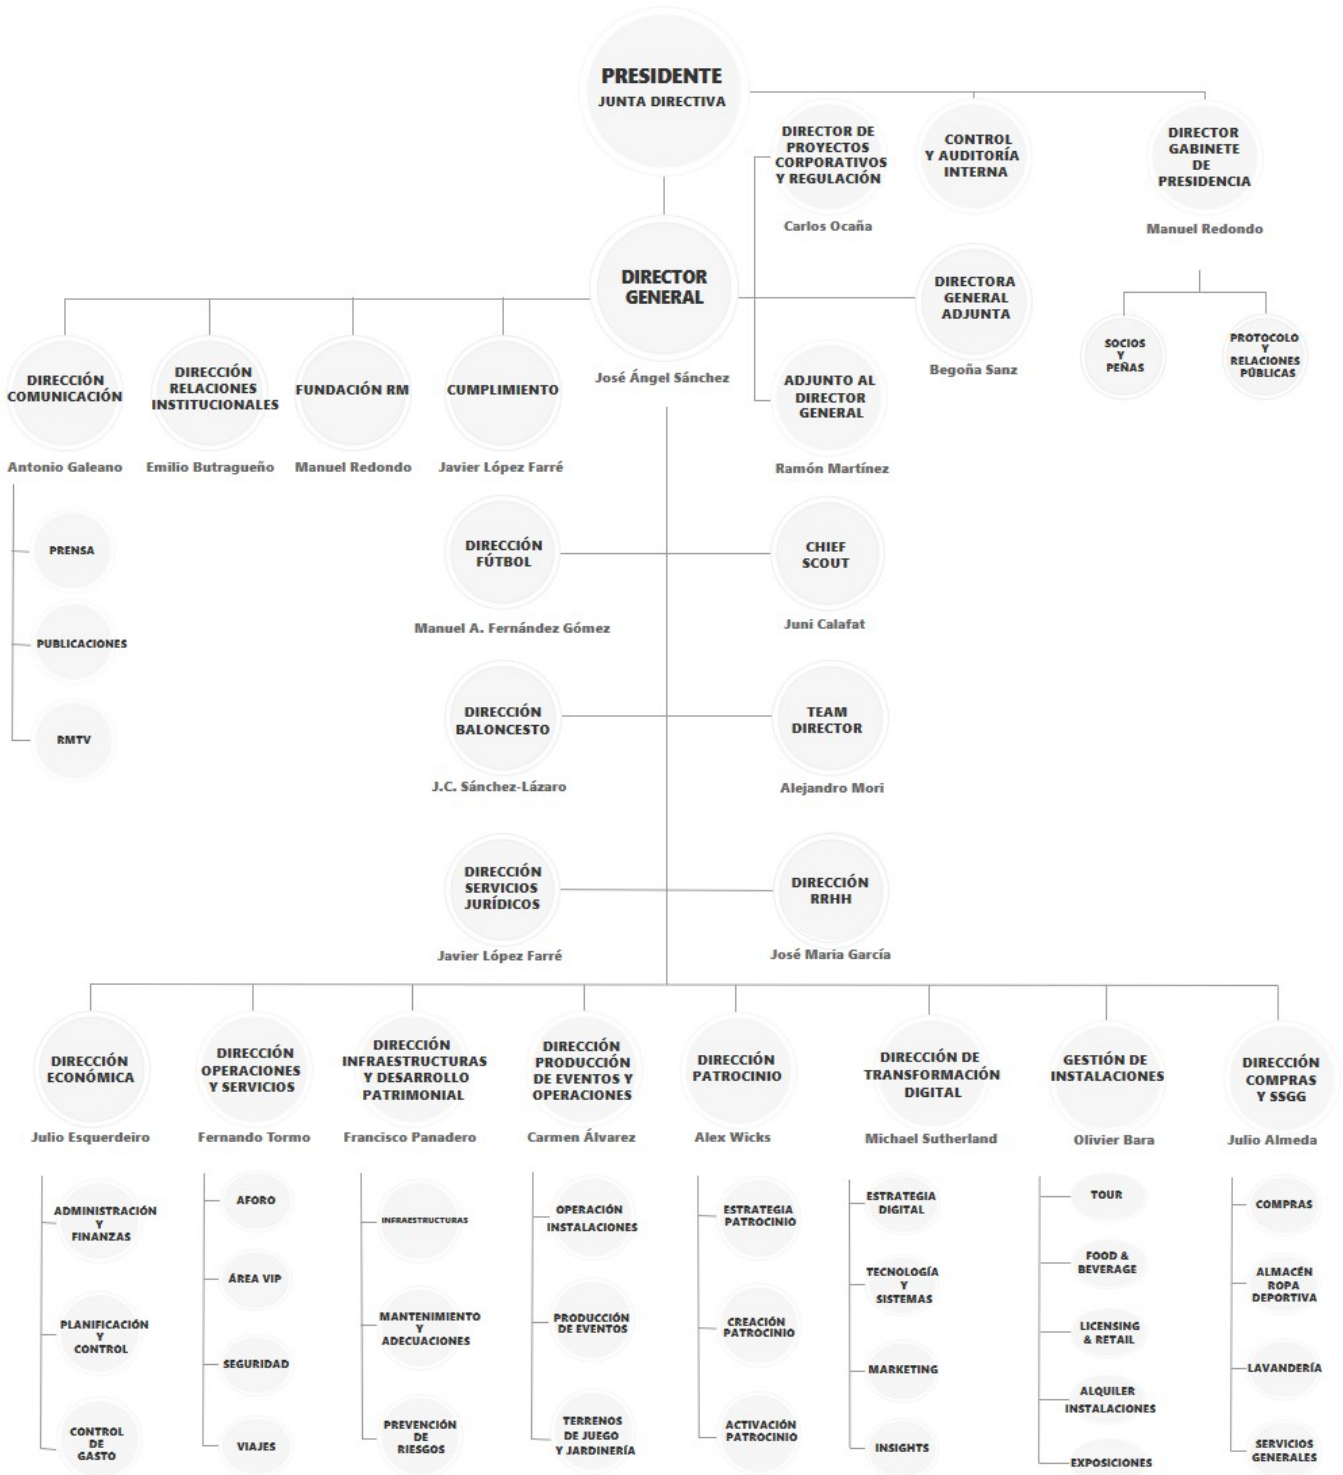 PRESIDENTE
JUNTA DIRECTIVA
DIRECTOR DE
PROYECTOS
CORPORATIVOS
Y REGULACIÓN
Carlos Ocaña
CONTROL
Y AUDITORÍA
INTERNA
DIRECTOR
GABINETE
DE
PRESIDENCIA
Manuel Redondo
SOCIOS
Y
PEÑAS
PROTOCOLO
Y
RELACIONES
PÚBLICAS
DIRECTOR
GENERAL
José Ángel Sánchez
DIRECTORA
GENERAL
ADJUNTA
Begoña Sanz
ADJUNTO AL
DIRECTOR
GENERAL
Ramón Martínez
DIRECCIÓN
COMUNICACIÓN
Antonio Galeano
DIRECCIÓN
RELACIONES
INSTITUCIONALES
Emilio Butragueño
FUNDACIÓN RM
Manuel Redondo
CUMPLIMIENTO
Javier López Farré
PRENSA
PUBLICACIONES
RMTV
DIRECCIÓN
FÚTBOL
Manuel A. Fernández Gómez
CHIEF
SCOUT
Juni Calafat
DIRECCIÓN
BALONCESTO
J.C. Sánchez-Lázaro
TEAM
DIRECTOR
Alejandro Mori
DIRECCIÓN
SERVICIOS
JURÍDICOS
Javier López Farré
DIRECCIÓN
RRHH
José Maria García
DIRECCIÓN
ECONÓMICA
Julio Esquerdeiro
ADMINISTRACIÓN
Y
FINANZAS
PLANIFICACIÓN
Y
CONTROL
CONTROL
DE
GASTO
DIRECCIÓN
OPERACIONES
Y SERVICIOS
Fernando Tormo
AFORO
ÁREA VIP
SEGURIDAD
VIAJES
DIRECCIÓN
INFRAESTRUCTURAS
Y DESARROLLO
PATRIMONIAL
Francisco Panadero
INFRAESTRUCTURAS
MANTENIMIENTO
Y
ADECUACIONES
PREVENCIÓN
DE
RIESGOS
DIRECCIÓN
PRODUCCIÓN
DE EVENTOS Y
OPERACIONES
Carmen Álvarez
OPERACIÓN
INSTALACIONES
PRODUCCIÓN
DE EVENTOS
TERRENOS
DE JUEGO
Y JARDINERÍA
DIRECCIÓN
PATROCINIO
Alex Wicks
ESTRATEGIA
PATROCINIO
CREACIÓN
PATROCINIO
ACTIVACIÓN
PATROCINIO
DIRECCIÓN DE
TRANSFORMACIÓN
DIGITAL
Michael Sutherland
ESTRATEGIA
DIGITAL
TECNOLOGÍA
Y
SISTEMAS
MARKETING
INSIGHTS
GESTIÓN DE
INSTALACIONES
Olivier Bara
TOUR
FOOD &
BEVERAGE
LICENSING
& RETAIL
ALQUILER
INSTALACIONES
EXPOSICIONES
DIRECCIÓN
COMPRAS
Y SSGG
Julio Almeda
COMPRAS
ALMACÉN
ROPA
DEPORTIVA
LAVANDERÍA
SERVICIOS
GENERALES